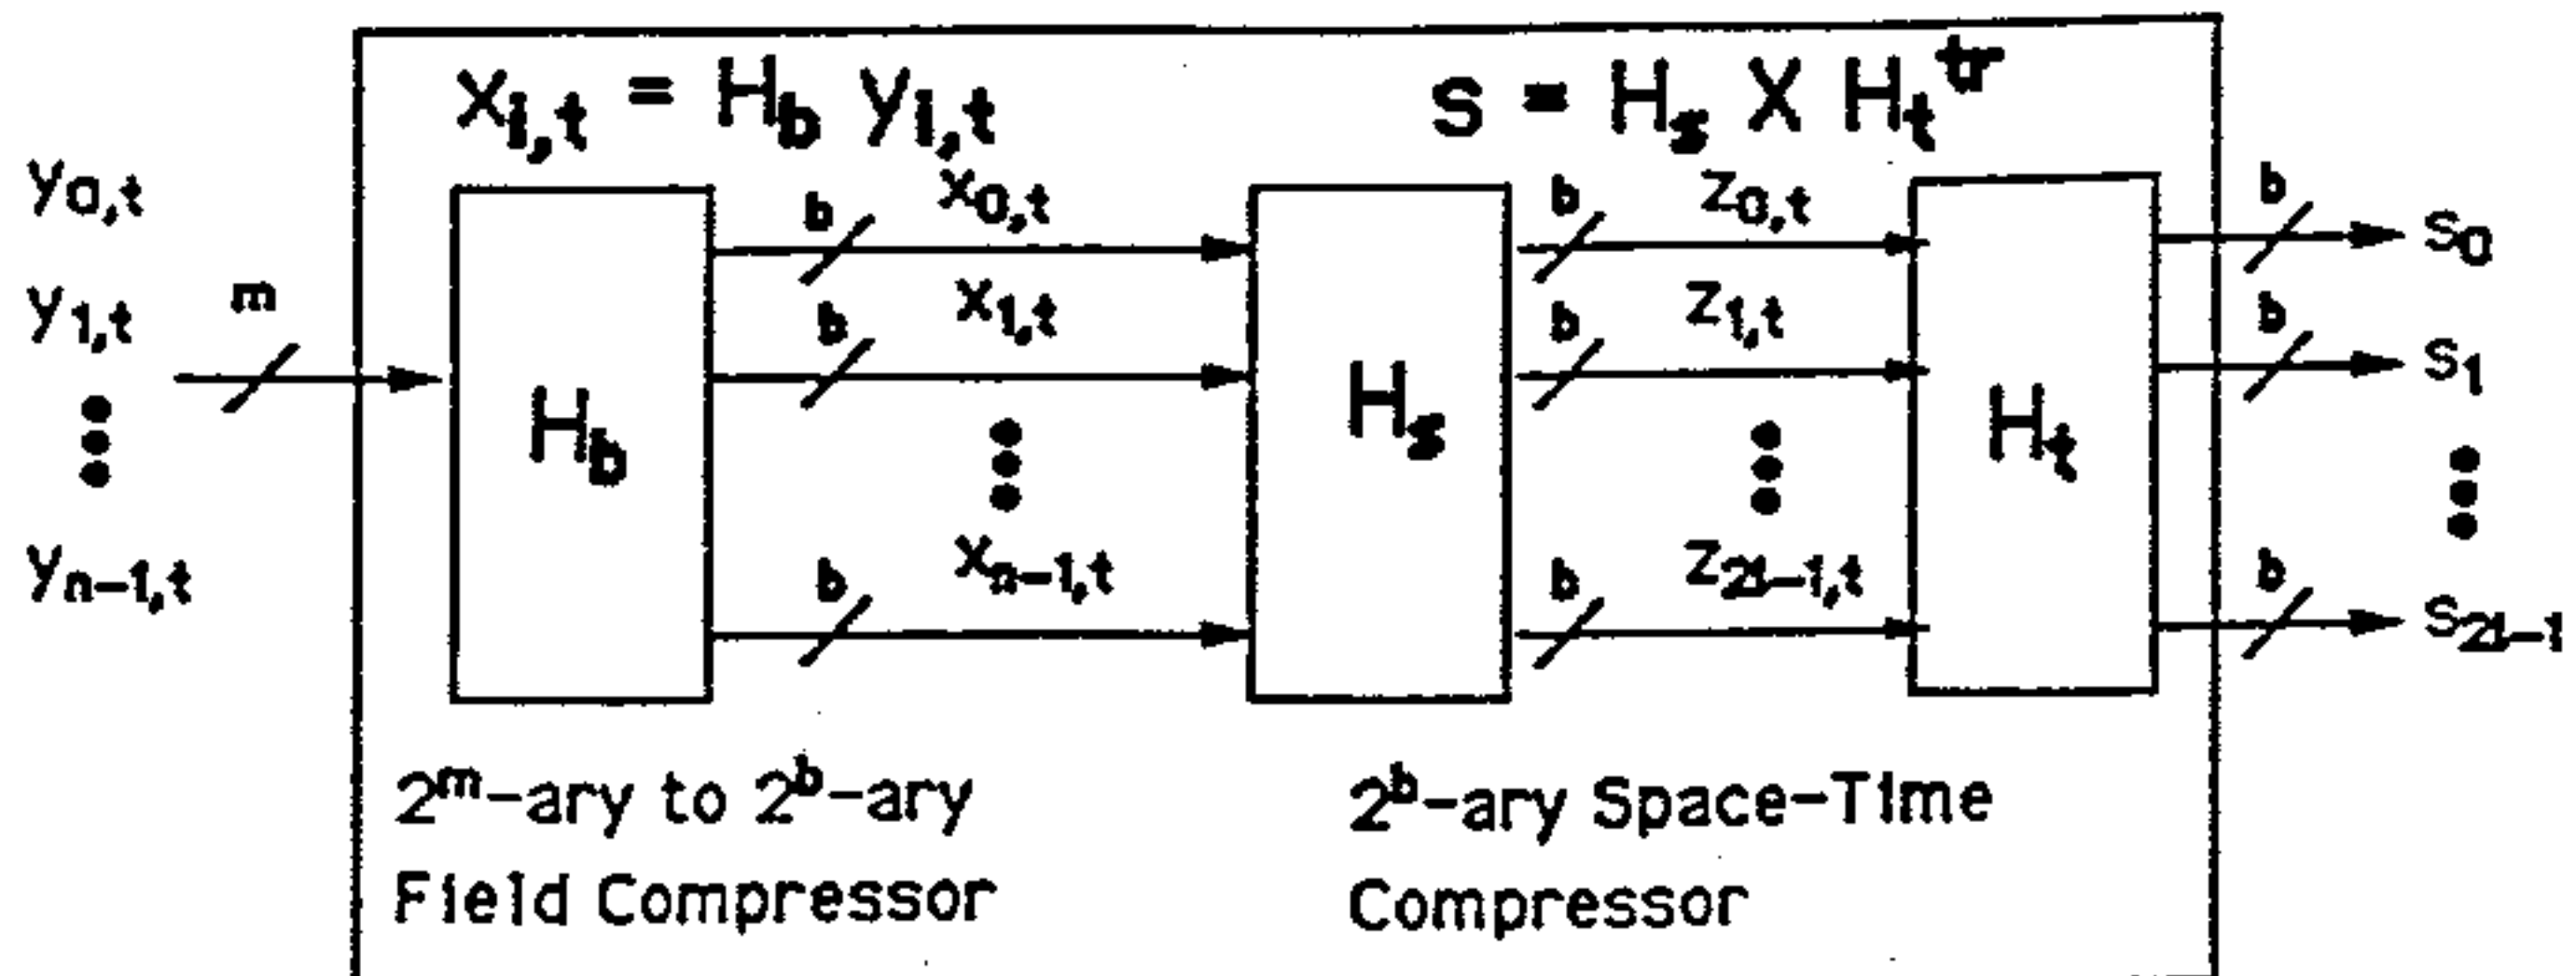 x_{i,t} = H_b y_{i,t}
S = H_s X H_t^{tr}
y_{0,t}
y_{1,t}
y_{n-1,t}
m
H_b
b
x_{0,t}
b
x_{1,t}
b
x_{n-1,t}
H_s
b
z_{0,t}
b
z_{1,t}
b
z_{2l-1,t}
H_t
b
s_0
b
s_1
b
s_{2l-1}
2^m-ary to 2^b-ary
Field Compressor
2^b-ary Space-Time
Compressor